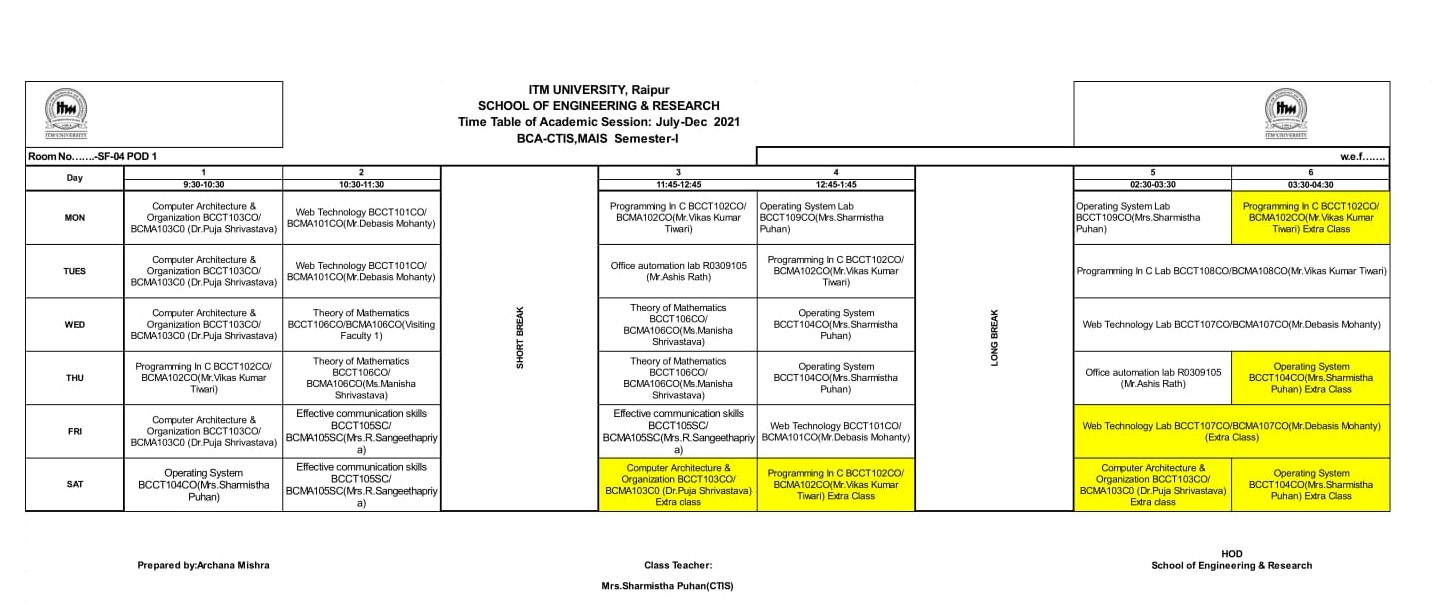 itm
ITM UNIVERSITY
ITM UNIVERSITY, Raipur
SCHOOL OF ENGINEERING & RESEARCH
Time Table of Academic Session: July-Dec 2021
BCA-CTIS,MAIS Semester-I
itm
ITM UNIVERSITY
Room No…....-SF-04 POD 1
w.e.f…….
Day
1
2
3
4
5
6
9:30-10:30
10:30-11:30
11:45-12:45
12:45-1:45
02:30-03:30
03:30-04:30
SHORT BREAK
LONG BREAK
MON
Computer Architecture &
Organization BCCT103CO/
BCMA103C0 (Dr.Puja Shrivastava)
Web Technology BCCT101CO/
BCMA101CO(Mr.Debasis Mohanty)
Programming In C BCCT102CO/
BCMA102CO(Mr.Vikas Kumar
Tiwari)
Operating System Lab
BCCT109CO(Mrs.Sharmistha
Puhan)
Operating System Lab
BCCT109CO(Mrs.Sharmistha
Puhan)
Programming In C BCCT102CO/
BCMA102CO(Mr.Vikas Kumar
Tiwari) Extra Class
TUES
Computer Architecture &
Organization BCCT103CO/
BCMA103C0 (Dr.Puja Shrivastava)
Web Technology BCCT101CO/
BCMA101CO(Mr.Debasis Mohanty)
Office automation lab R0309105
(Mr.Ashis Rath)
Programming In C BCCT102CO/
BCMA102CO(Mr.Vikas Kumar
Tiwari)
Programming In C Lab BCCT108CO/BCMA108CO(Mr.Vikas Kumar Tiwari)
WED
Computer Architecture &
Organization BCCT103CO/
BCMA103C0 (Dr.Puja Shrivastava)
Theory of Mathematics
BCCT106CO/BCMA106CO(Visiting
Faculty 1)
Theory of Mathematics
BCCT106CO/
BCMA106CO(Ms.Manisha
Shrivastava)
Operating System
BCCT104CO(Mrs.Sharmistha
Puhan)
Web Technology Lab BCCT107CO/BCMA107CO(Mr.Debasis Mohanty)
THU
Programming In C BCCT102CO/
BCMA102CO(Mr.Vikas Kumar
Tiwari)
Theory of Mathematics
BCCT106CO/
BCMA106CO(Ms.Manisha
Shrivastava)
Theory of Mathematics
BCCT106CO/
BCMA106CO(Ms.Manisha
Shrivastava)
Operating System
BCCT104CO(Mrs.Sharmistha
Puhan)
Office automation lab R0309105
(Mr.Ashis Rath)
Operating System
BCCT104CO(Mrs.Sharmistha
Puhan) Extra Class
FRI
Computer Architecture &
Organization BCCT103CO/
BCMA103C0 (Dr.Puja Shrivastava)
Effective communication skills
BCCT105SC/
BCMA105SC(Mrs.R.Sangeethapriy
a)
Effective communication skills
BCCT105SC/
BCMA105SC(Mrs.R.Sangeethapriy
a)
Web Technology BCCT101CO/
BCMA101CO(Mr.Debasis Mohanty)
Web Technology Lab BCCT107CO/BCMA107CO(Mr.Debasis Mohanty)
(Extra Class)
SAT
Operating System
BCCT104CO(Mrs.Sharmistha
Puhan)
Effective communication skills
BCCT105SC/
BCMA105SC(Mrs.R.Sangeethapriy
a)
Computer Architecture &
Organization BCCT103CO/
BCMA103C0 (Dr.Puja Shrivastava)
Extra class
Programming In C BCCT102CO/
BCMA102CO(Mr.Vikas Kumar
Tiwari) Extra Class
Computer Architecture &
Organization BCCT103CO/
BCMA103C0 (Dr.Puja Shrivastava)
Extra class
Operating System
BCCT104CO(Mrs.Sharmistha
Puhan) Extra Class
Prepared by:Archana Mishra
Class Teacher:
Mrs.Sharmistha Puhan(CTIS)
HOD
School of Engineering & Research